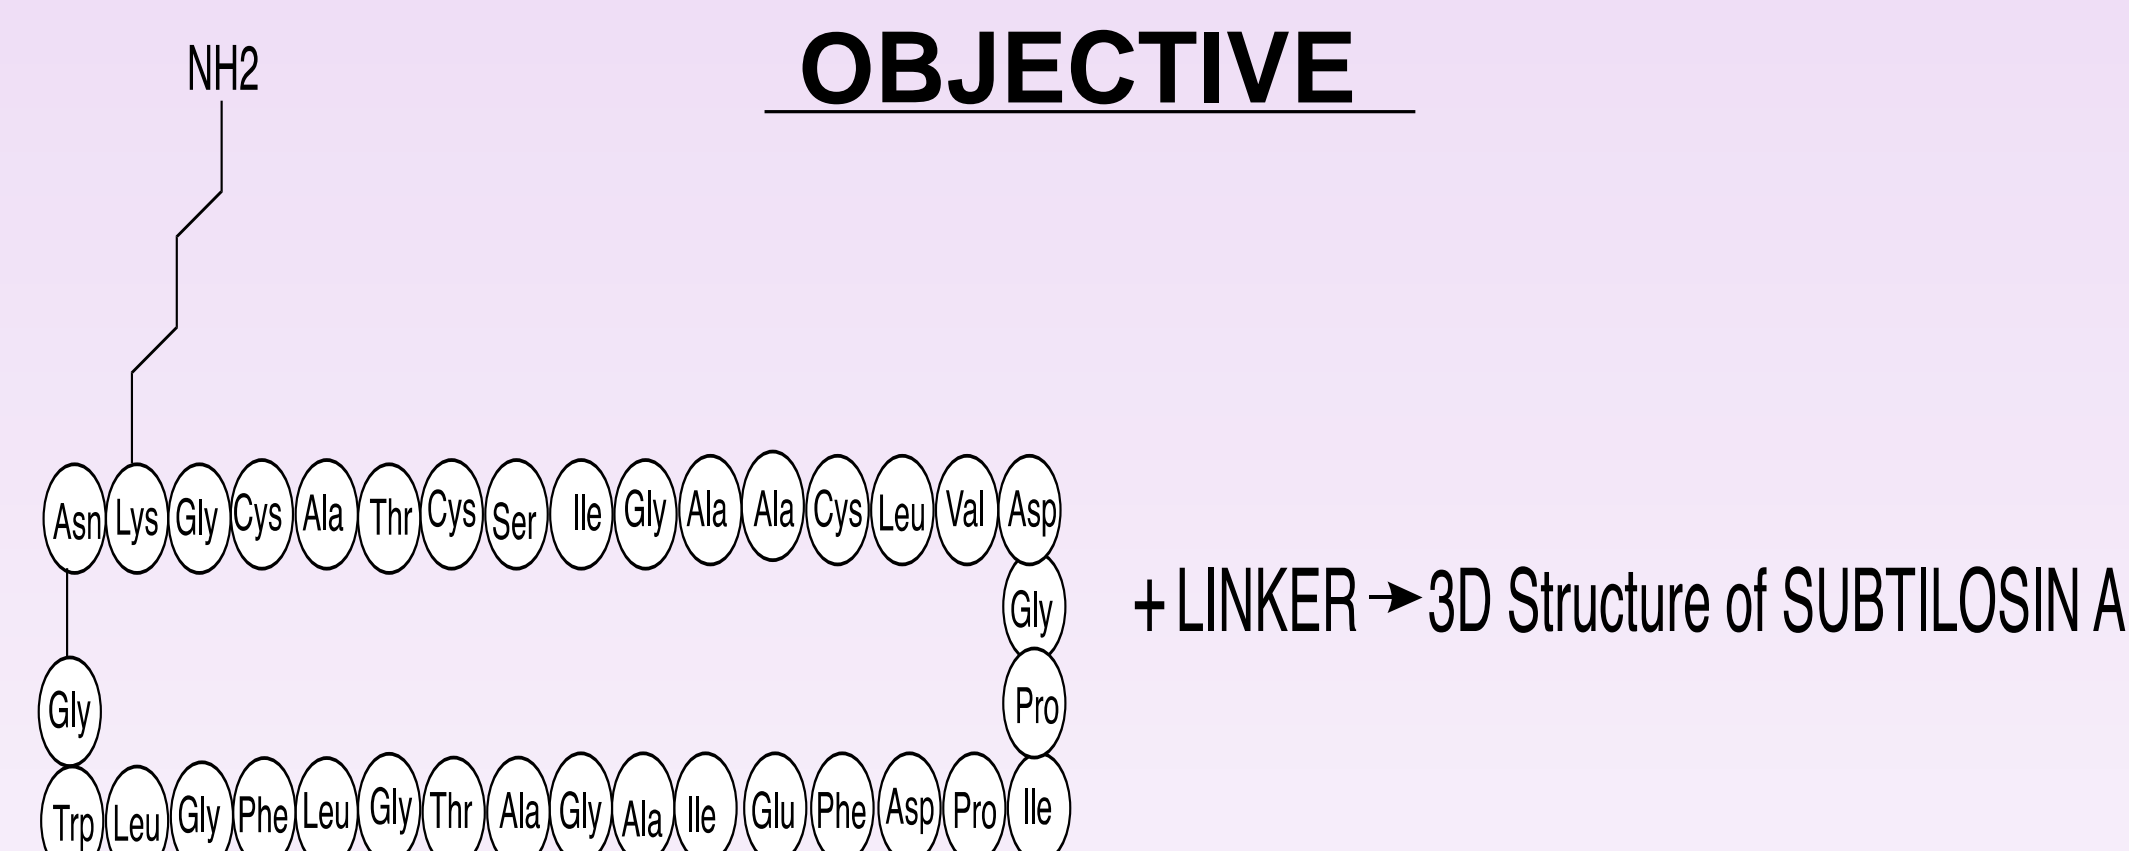 OBJECTIVE
NH2
Asn Lys Gly Cys Ala Thr Cys Ser Ile Gly Ala Ala Cys Leu Val Asp
Gly
+ LINKER → 3D Structure of SUBTILOSIN A
Pro
Gly
Trp Leu Gly Phe Leu Gly Thr Ala Gly Ala Ile Glu Phe Asp Pro Ile